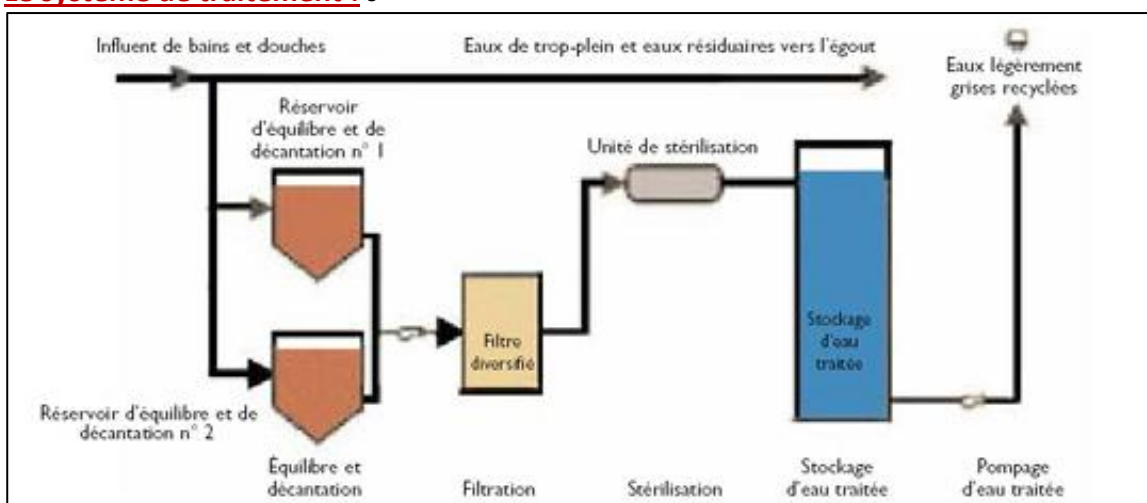 Le système de traitement :
Influent de bains et douches
Eaux de trop-plein et eaux résiduaires vers l'égout
Eaux légèrement
grises recyclées
Réservoir
d'équilibre et de
décantation n° 1
Unité de stérilisation
Filtre
diversifié
Stockage
d'eau
traitée
Réservoir d'équilibre et de
décantation n° 2
Équilibre et
décantation
Filtration
Stérilisation
Stockage
d'eau traitée
Pompage
d'eau traitée